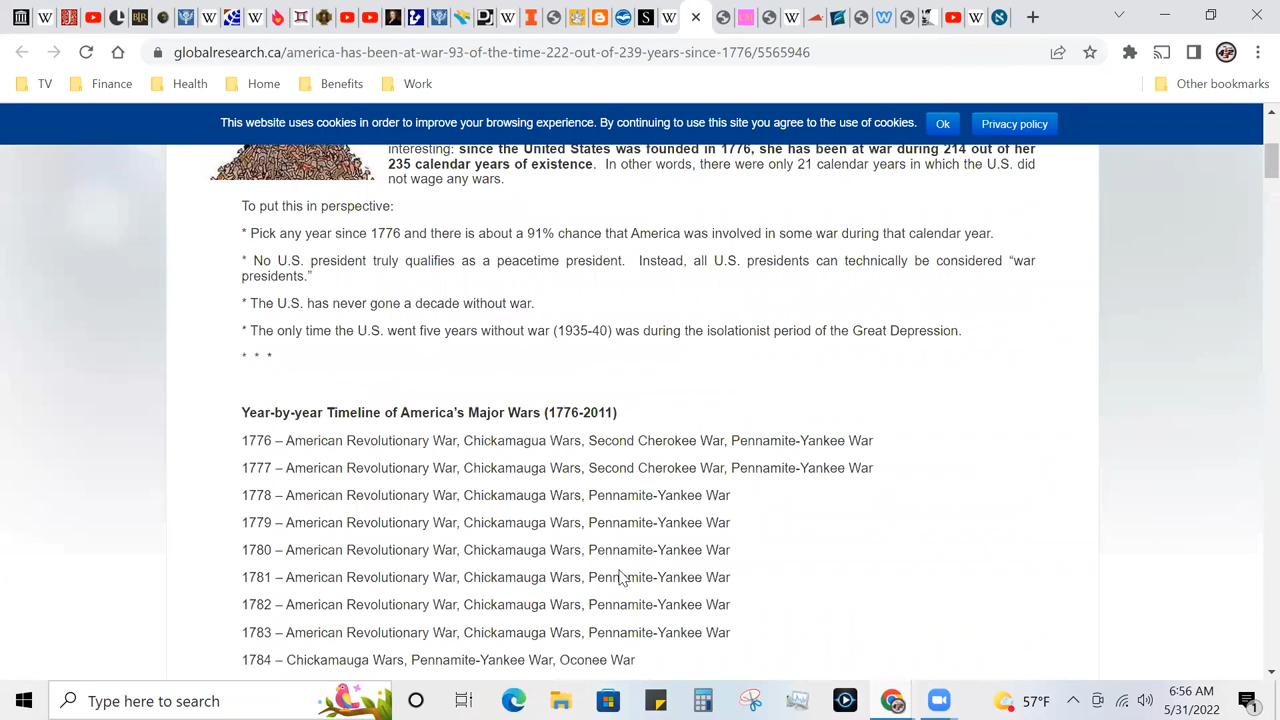 globalresearch.ca/america-has-been-at-war-93-of-the-time-222-out-of-239-years-since-1776/5565946
TV Finance Health Home Benefits Work Other bookmarks
This website uses cookies in order to improve your browsing experience. By continuing to use this site you agree to the use of cookies. Ok Privacy policy
interesting: since the United States was founded in 1776, she has been at war during 214 out of her
235 calendar years of existence. In other words, there were only 21 calendar years in which the U.S. did
not wage any wars.
To put this in perspective:
* Pick any year since 1776 and there is about a 91% chance that America was involved in some war during that calendar year.
* No U.S. president truly qualifies as a peacetime president. Instead, all U.S. presidents can technically be considered “war
presidents.”
* The U.S. has never gone a decade without war.
* The only time the U.S. went five years without war (1935-40) was during the isolationist period of the Great Depression.
* * *
Year-by-year Timeline of America’s Major Wars (1776-2011)
1776 – American Revolutionary War, Chickamagua Wars, Second Cherokee War, Pennamite-Yankee War
1777 – American Revolutionary War, Chickamauga Wars, Second Cherokee War, Pennamite-Yankee War
1778 – American Revolutionary War, Chickamauga Wars, Pennamite-Yankee War
1779 – American Revolutionary War, Chickamauga Wars, Pennamite-Yankee War
1780 – American Revolutionary War, Chickamauga Wars, Pennamite-Yankee War
1781 – American Revolutionary War, Chickamauga Wars, Pennamite-Yankee War
1782 – American Revolutionary War, Chickamauga Wars, Pennamite-Yankee War
1783 – American Revolutionary War, Chickamauga Wars, Pennamite-Yankee War
1784 – Chickamauga Wars, Pennamite-Yankee War, Oconee War
Type here to search
57°F
6:56 AM
5/31/2022
1